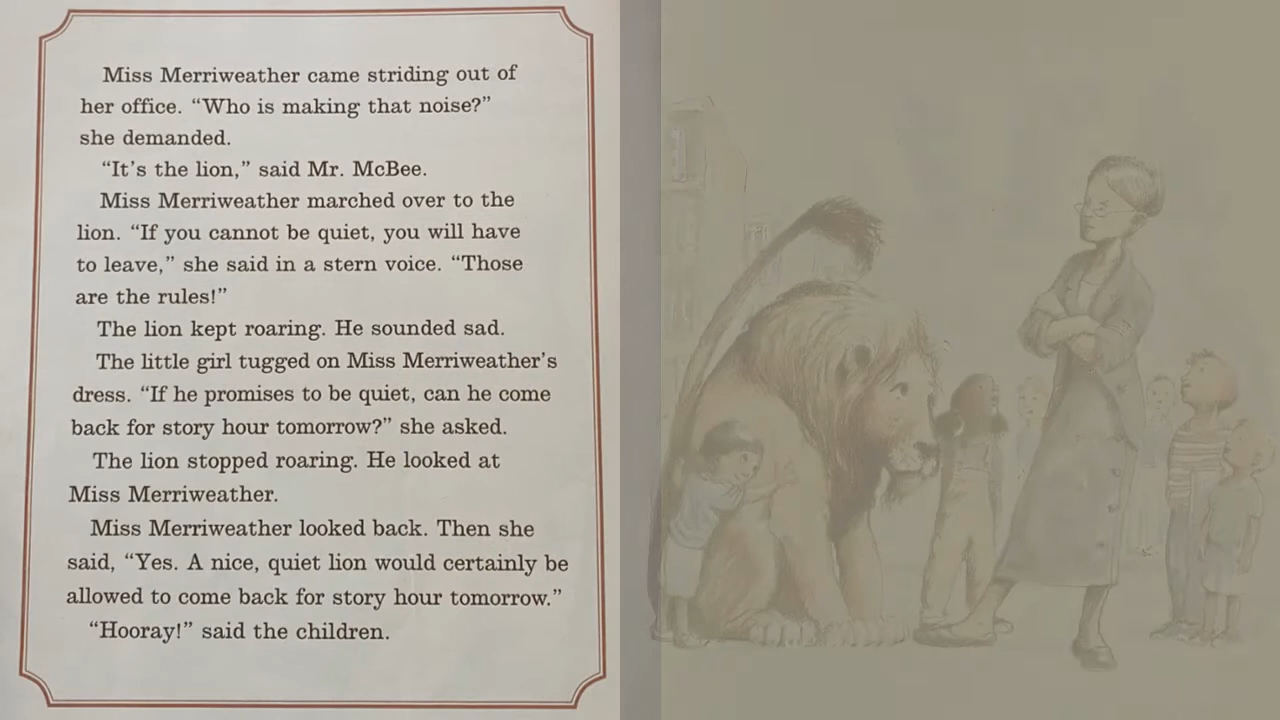 Miss Merriweather came striding out of
her office. “Who is making that noise?”
she demanded.
“It’s the lion,” said Mr. McBee.
Miss Merriweather marched over to the
lion. “If you cannot be quiet, you will have
to leave,” she said in a stern voice. “Those
are the rules!”
The lion kept roaring. He sounded sad.
The little girl tugged on Miss Merriweather’s
dress. “If he promises to be quiet, can he come
back for story hour tomorrow?” she asked.
The lion stopped roaring. He looked at
Miss Merriweather.
Miss Merriweather looked back. Then she
said, “Yes. A nice, quiet lion would certainly be
allowed to come back for story hour tomorrow.”
“Hooray!” said the children.